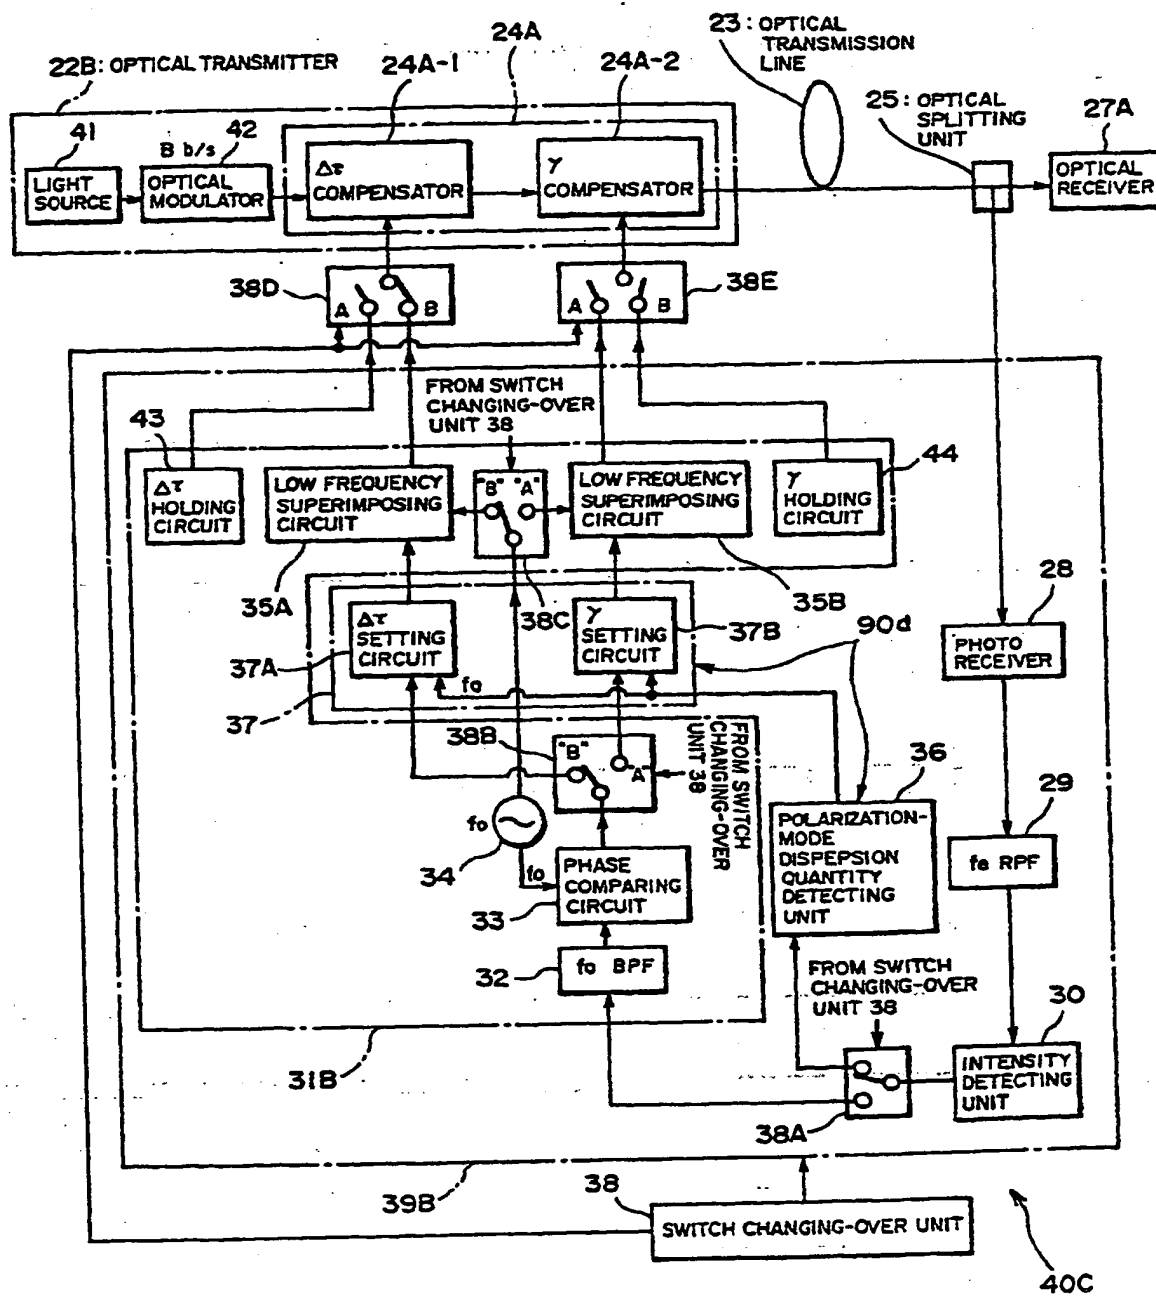 22B: OPTICAL TRANSMITTER
24A
24A-1
24A-2
23: OPTICAL
TRANSMISSION
LINE
25: OPTICAL
SPLITTING
UNIT
27A
41
42
B b/s
LIGHT
SOURCE
OPTICAL
MODULATOR
Δτ
COMPENSATOR
γ
COMPENSATOR
OPTICAL
RECEIVER
38D
A
B
38E
A
B
FROM SWITCH
CHANGING-OVER
UNIT 38
43
Δτ
HOLDING
CIRCUIT
LOW FREQUENCY
SUPERIMPOSING
CIRCUIT
"B"
"A"
LOW FREQUENCY
SUPERIMPOSING
CIRCUIT
γ
HOLDING
CIRCUIT
44
35A
38C
35B
Δτ
SETTING
CIRCUIT
37A
γ
SETTING
CIRCUIT
37B
90d
fo
37
28
PHOTO
RECEIVER
38B
"B"
"A"
FROM SWITCH
CHANGING-OVER
UNIT 38
36
29
fo
34
fo
PHASE
COMPARING
CIRCUIT
33
POLARIZATION-
MODE
DISPEPSION
QUANTITY
DETECTING
UNIT
fe RPF
32
fo BPF
FROM SWITCH
CHANGING-OVER
UNIT 38
30
31B
INTENSITY
DETECTING
UNIT
38A
39B
38
SWITCH CHANGING-OVER UNIT
40C